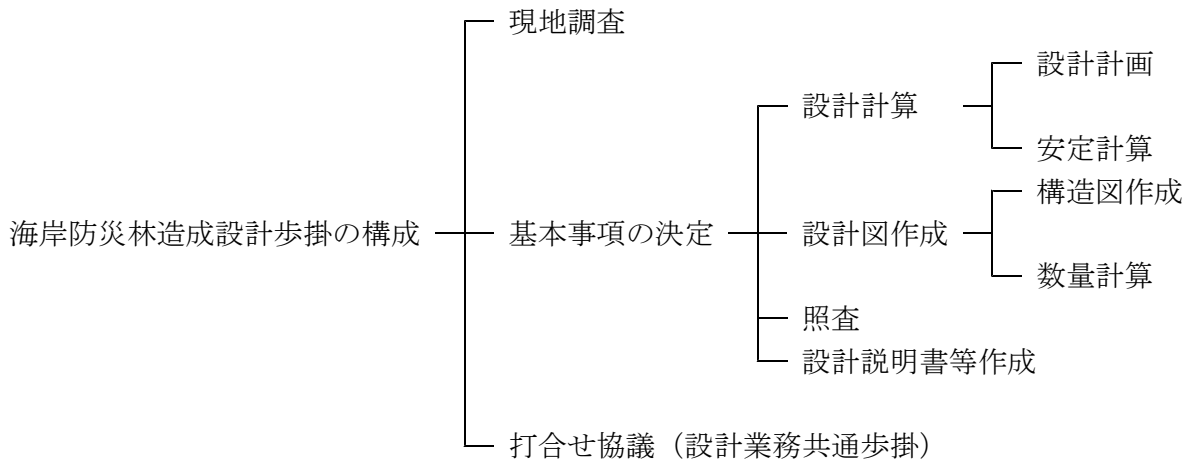 現地調査
設計計画
設計計算
安定計算
構造図作成
海岸防災林造成設計歩掛の構成
基本事項の決定
設計図作成
数量計算
照査
設計説明書等作成
打合せ協議（設計業務共通歩掛）